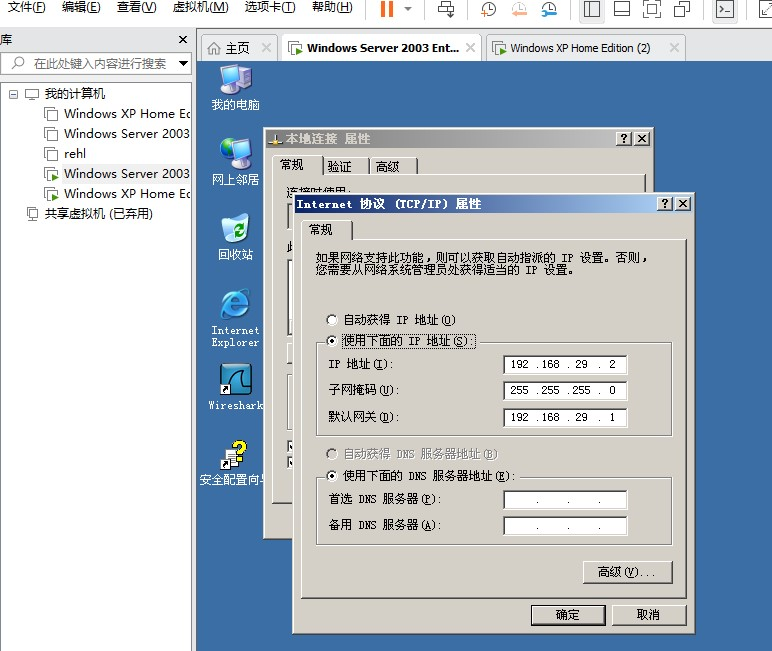 文件(F) 编辑(E) 查看(V) 虚拟机(M) 选项卡(T) 帮助(H)
库
在此处键入内容进行搜索
我的计算机
Windows XP Home Ec
Windows Server 2003
rehl
Windows Server 2003
Windows XP Home Ec
共享虚拟机 (已弃用)
主页
Windows Server 2003 Ent...
Windows XP Home Edition (2)
我的电脑
网上邻居
回收站
Internet
Explorer
Wireshark
安全配置向导
本地连接 属性
常规 验证 高级
连接时使用:
此
Internet 协议 (TCP/IP) 属性
常规
如果网络支持此功能，则可以获取自动指派的 IP 设置。否则，
您需要从网络系统管理员处获得适当的 IP 设置。
自动获得 IP 地址(O)
使用下面的 IP 地址(S):
IP 地址(I): 192 .168 .29 . 2
子网掩码(U): 255 .255 .255 . 0
默认网关(D): 192 .168 .29 . 1
自动获得 DNS 服务器地址(B)
使用下面的 DNS 服务器地址(E):
首选 DNS 服务器(P): . . .
备用 DNS 服务器(A): . . .
高级(V)...
确定 取消